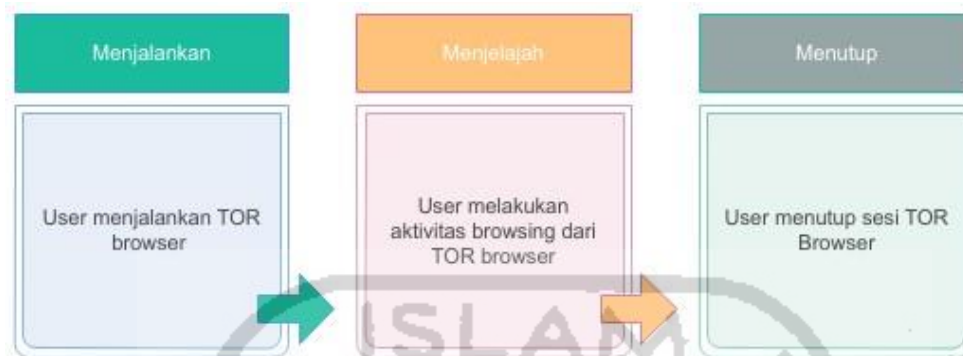 Menjalankan
Menjelajah
Menutup
User menjalankan TOR
browser
User melakukan
aktivitas browsing dari
TOR browser
User menutup sesi TOR
Browser
ISLAM